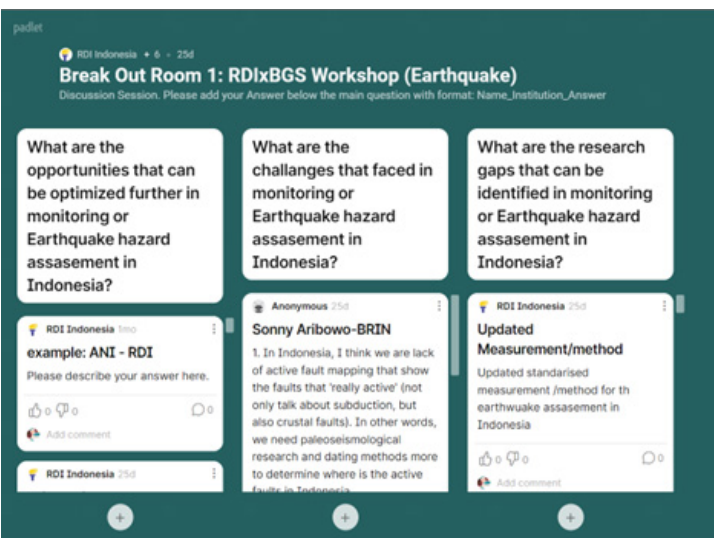 padlet
RDI Indonesia + 6 • 25d
Break Out Room 1: RDIxBGS Workshop (Earthquake)
Discussion Session. Please add your Answer below the main question with format: Name_Institution_Answer
What are the
opportunities that can
be optimized further in
monitoring or
Earthquake hazard
assasement in
Indonesia?
RDI Indonesia 1mo
example: ANI - RDI
Please describe your answer here.
0 0 0
Add comment
RDI Indonesia 25d
What are the
challanges that faced in
monitoring or
Earthquake hazard
assasement in
Indonesia?
Anonymous 25d
Sonny Aribowo-BRIN
1. In Indonesia, I think we are lack
of active fault mapping that show
the faults that 'really active' (not
only talk about subduction, but
also crustal faults). In other words,
we need paleoseismological
research and dating methods more
to determine where is the active
faults in Indonesia
What are the research
gaps that can be
identified in monitoring
or Earthquake hazard
assasement in
Indonesia?
RDI Indonesia 25d
Updated
Measurement/method
Updated standarised
measurement /method for th
earthwuake assasement in
Indonesia
0 0 0
Add comment